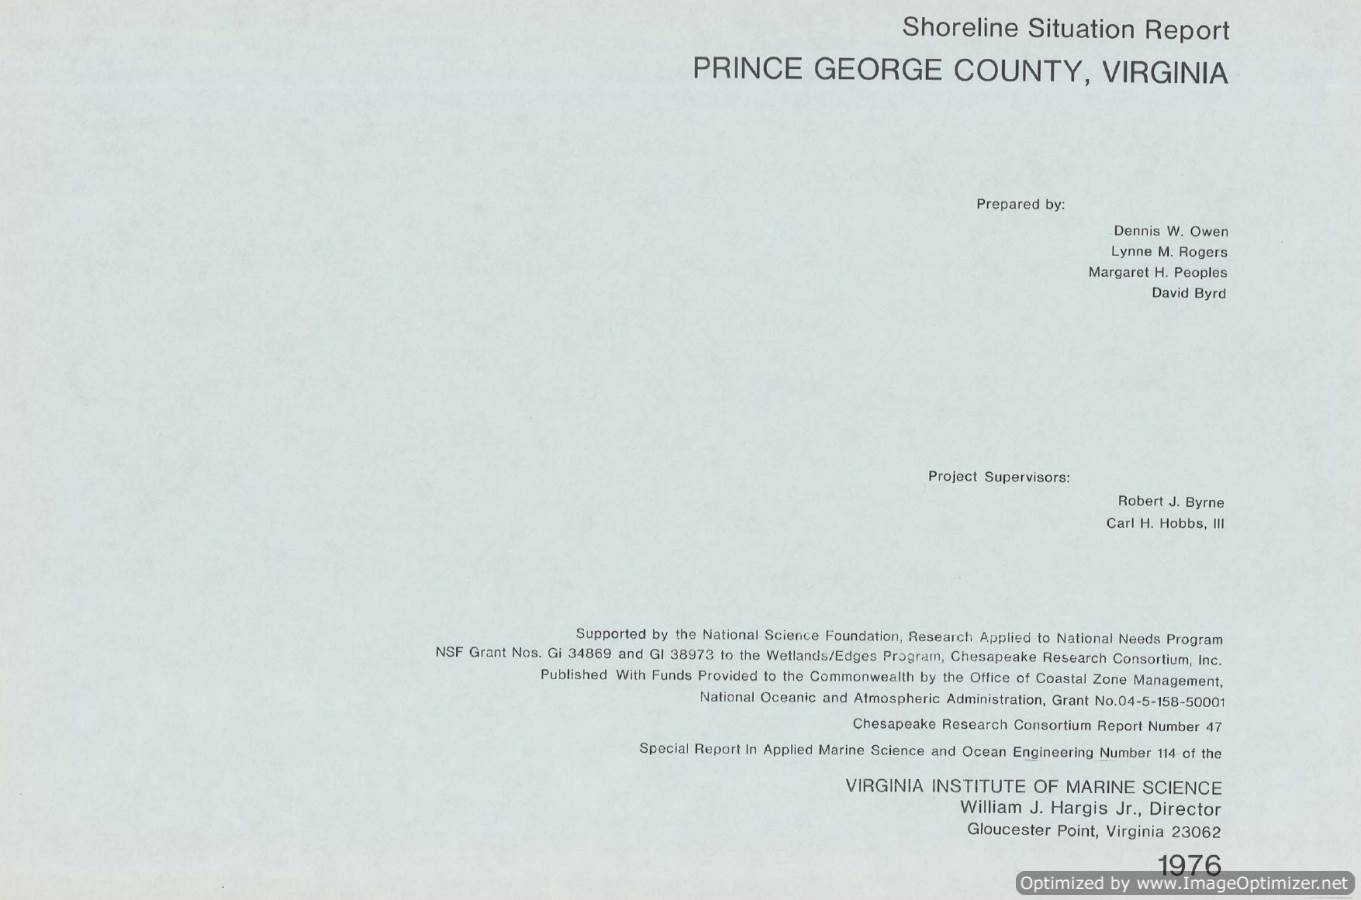 Shoreline Situation Report
PRINCE GEORGE COUNTY, VIRGINIA
Prepared by:
Dennis W. Owen
Lynne M. Rogers
Margaret H. Peoples
David Byrd
Project Supervisors:
Robert J. Byrne
Carl H. Hobbs, III
Supported by the National Science Foundation, Research Applied to National Needs Program
NSF Grant Nos. GI 34869 and GI 38973 to the Wetlands/Edges Program, Chesapeake Research Consortium, Inc.
Published With Funds Provided to the Commonwealth by the Office of Coastal Zone Management,
National Oceanic and Atmospheric Administration, Grant No.04-5-158-50001
Chesapeake Research Consortium Report Number 47
Special Report In Applied Marine Science and Ocean Engineering Number 114 of the
VIRGINIA INSTITUTE OF MARINE SCIENCE
William J. Hargis Jr., Director
Gloucester Point, Virginia 23062
1976
Optimized by www.ImageOptimizer.net